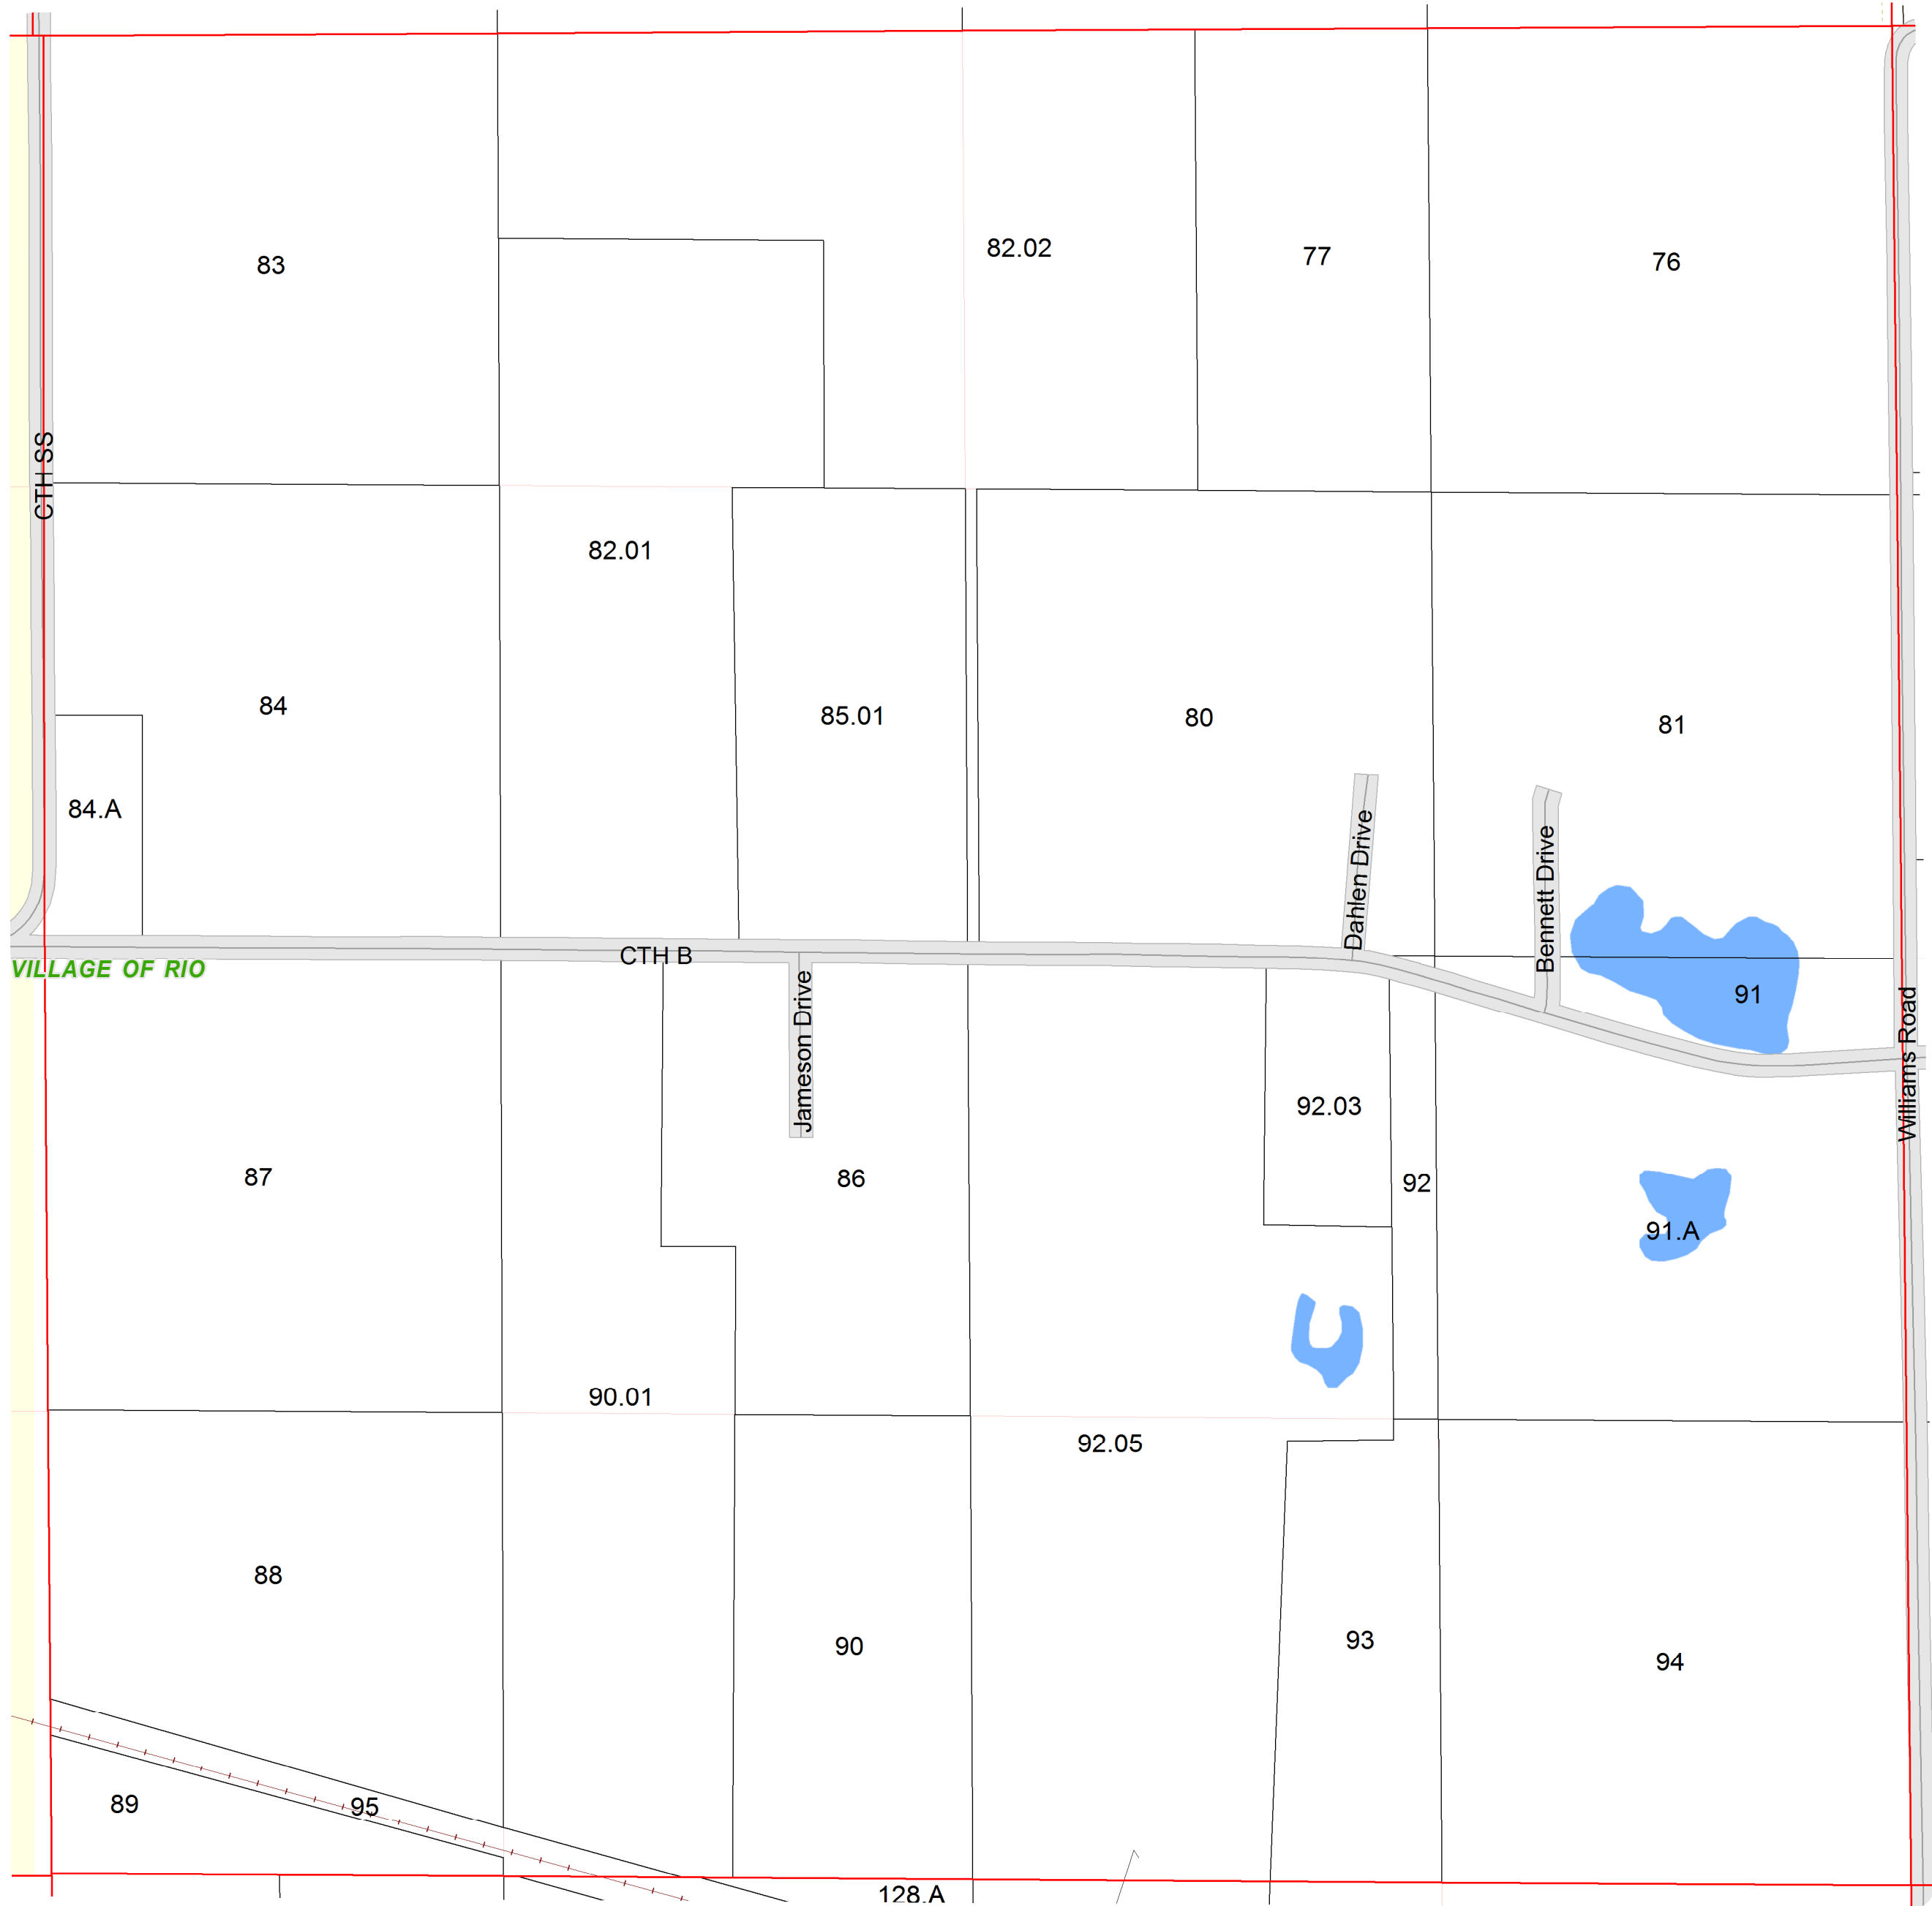 82.02
77
76
83
CTH SS
82.01
84
85.01
80
81
84.A
Dahlen Drive
Bennett Drive
CTH B
VILLAGE OF RIO
91
Jameson Drive
Williams Road
92.03
87
86
92
91.A
90.01
92.05
88
90
93
94
89
95
128.A